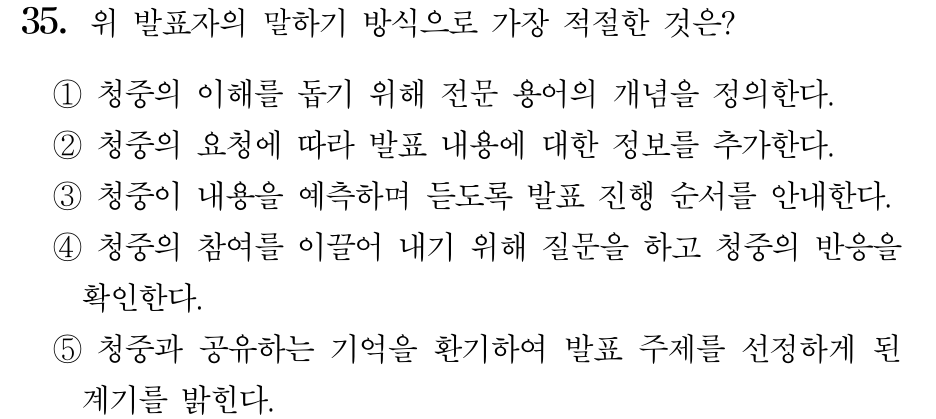 35. 위 발표자의 말하기 방식으로 가장 적절한 것은?
① 청중의 이해를 돕기 위해 전문 용어의 개념을 정의한다.
② 청중의 요청에 따라 발표 내용에 대한 정보를 추가한다.
③ 청중이 내용을 예측하며 듣도록 발표 진행 순서를 안내한다.
④ 청중의 참여를 이끌어 내기 위해 질문을 하고 청중의 반응을
확인한다.
⑤ 청중과 공유하는 기억을 환기하여 발표 주제를 선정하게 된
계기를 밝힌다.